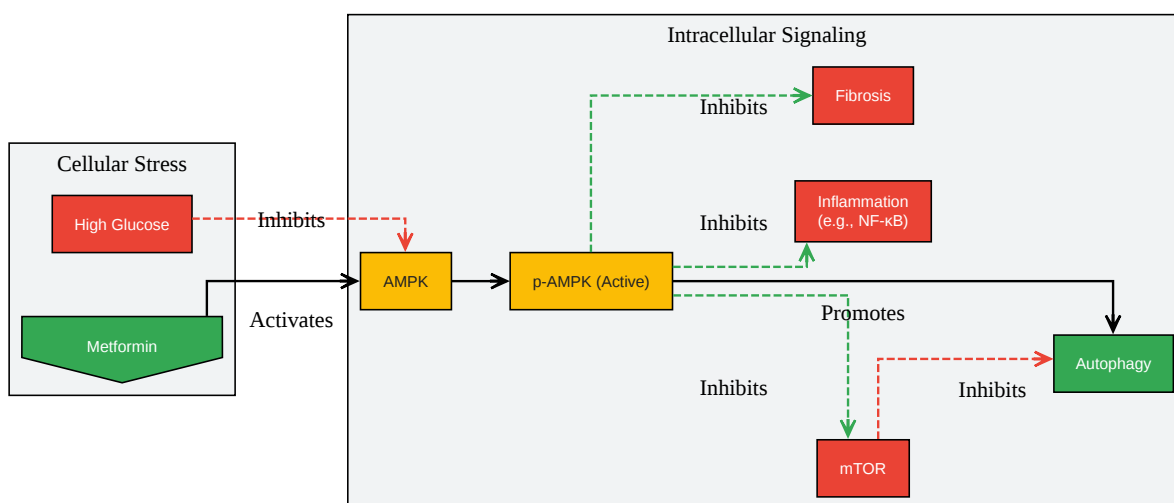 Intracellular Signaling
Fibrosis
Inhibits
Cellular Stress
High Glucose
Inhibits
Inflammation
(e.g., NF-κB)
Inhibits
AMPK
p-AMPK (Active)
Activates
Promotes
Metformin
Autophagy
Inhibits
Inhibits
mTOR